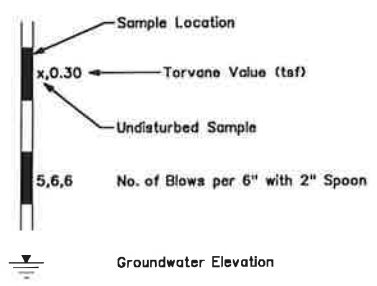 Sample Location
x,0.30 Torvane Value (tsf)
Undisturbed Sample
5,6,6 No. of Blows per 6" with 2" Spoon
Groundwater Elevation